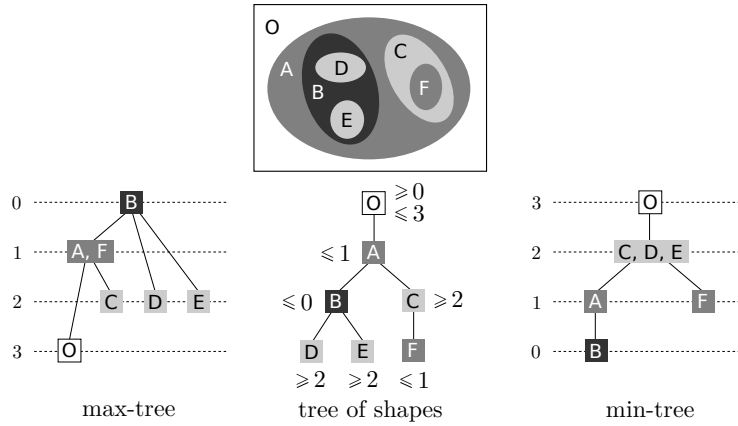 O
A
C
D
F
B
E
0 B
1 A, F
2 C D E
3 O
max-tree
O ⩾0
⩽3
⩽1 A
⩽0 B C ⩾2
D E F
⩾2 ⩾2 ⩽1
tree of shapes
3 O
2 C, D, E
1 A F
0 B
min-tree